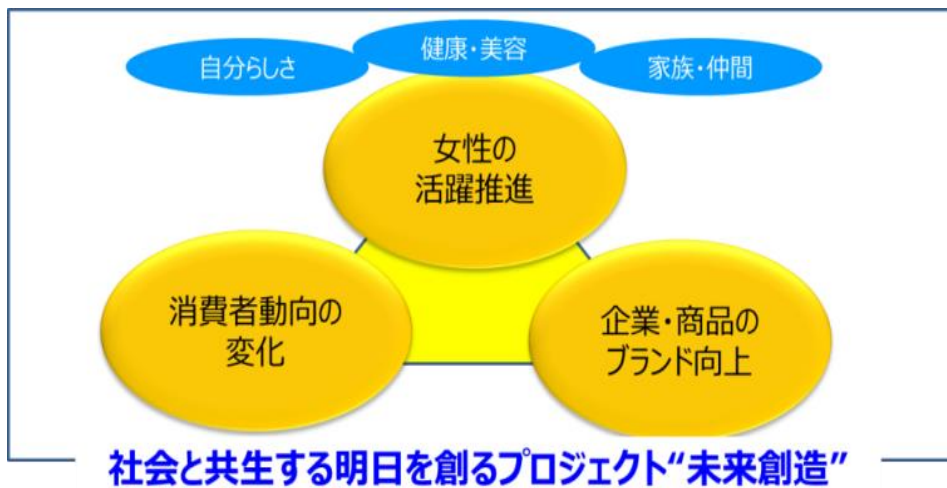 自分らしさ
健康・美容
家族・仲間
女性の
活躍推進
消費者動向の
変化
企業・商品の
ブランド向上
社会と共生する明日を創るプロジェクト“未来創造”